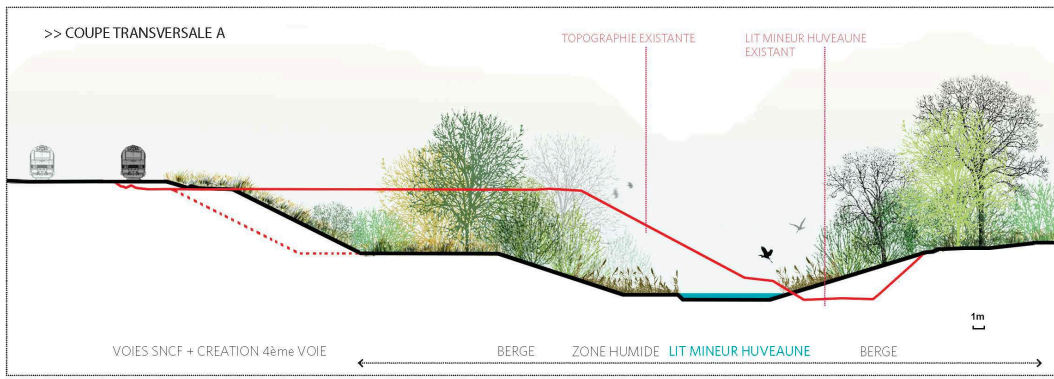 >> COUPE TRANSVERSALE A
TOPOGRAPHIE EXISTANTE
LIT MINEUR HUVEAUNE
EXISTANT
1m
VOIES SNCF + CREATION 4ème VOIE
BERGE
ZONE HUMIDE
LIT MINEUR HUVEAUNE
BERGE